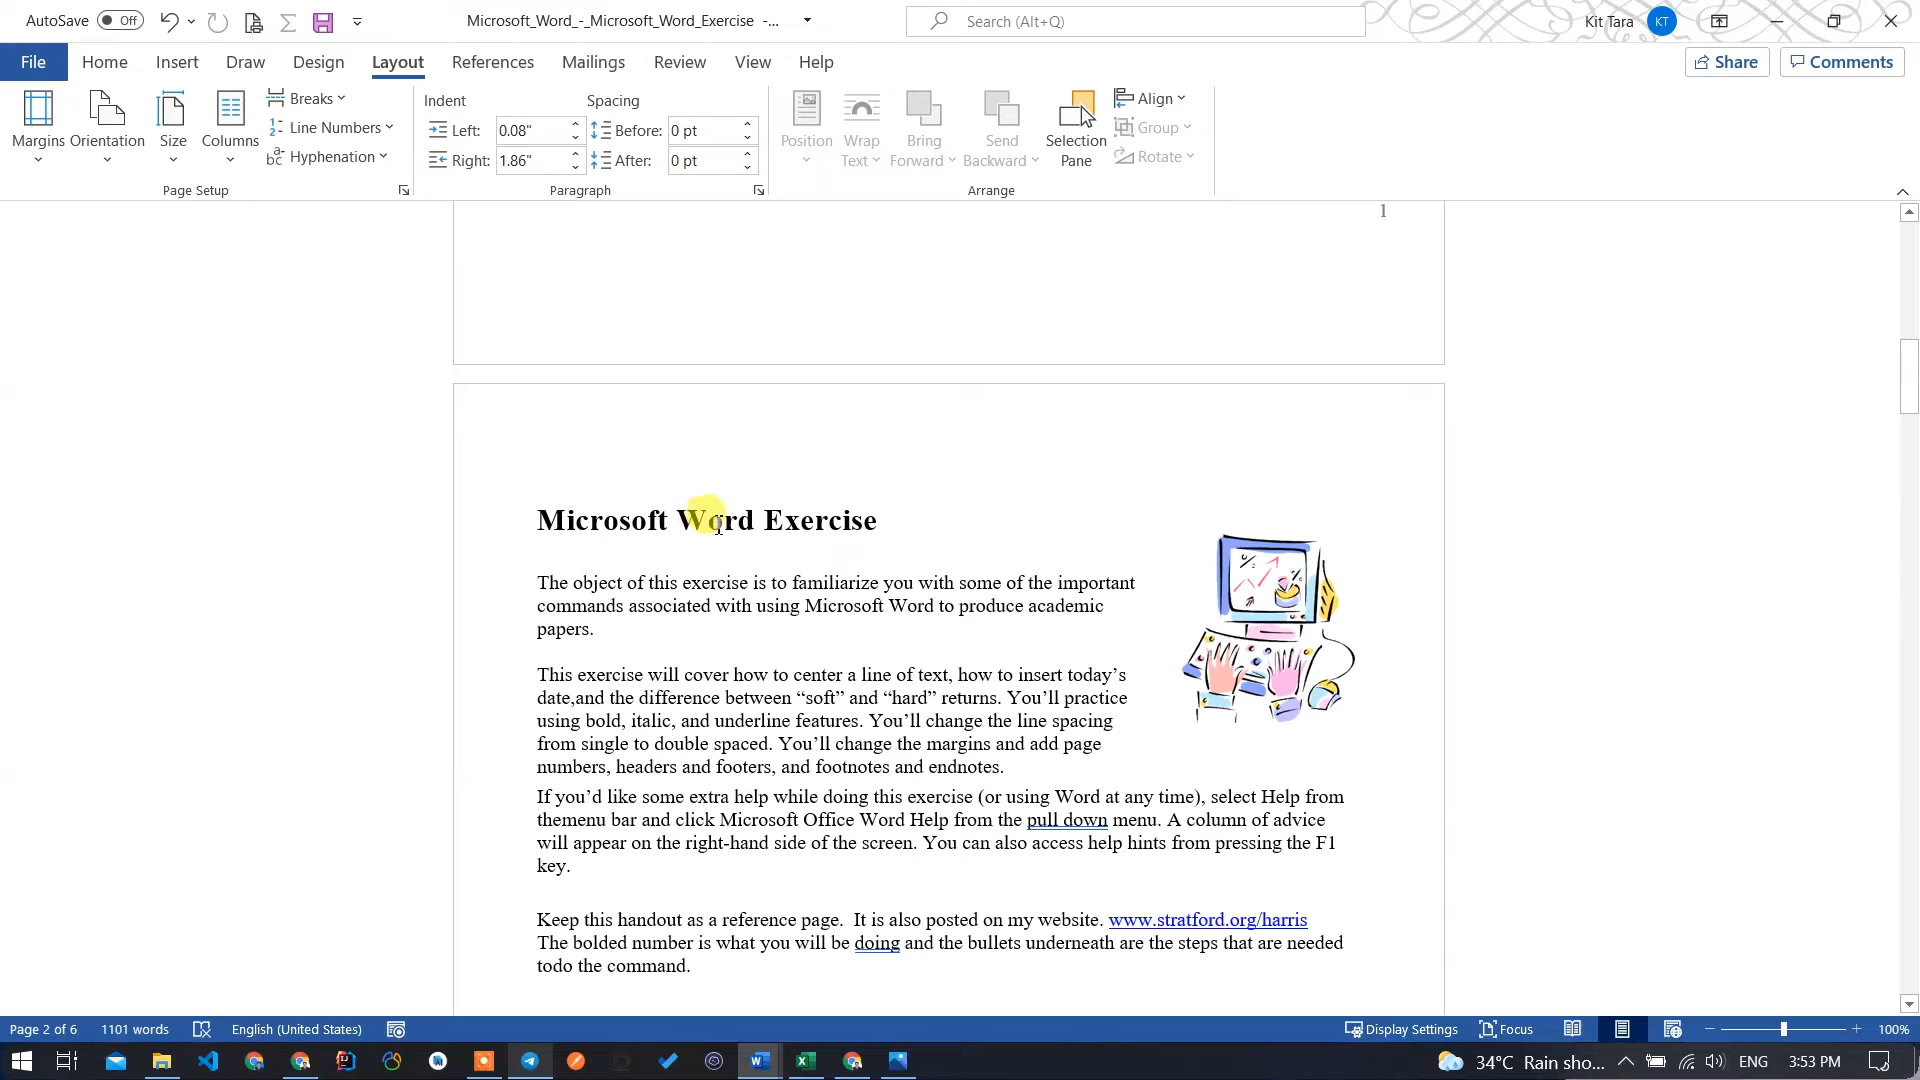 AutoSave Off Microsoft_Word_-_Microsoft_Word_Exercise -... Search (Alt+Q) Kit Tara KT
File Home Insert Draw Design Layout References Mailings Review View Help Share Comments
Margins Orientation Size Columns Breaks Line Numbers Hyphenation
Page Setup
Indent Spacing
Left: 0.08" Before: 0 pt
Right: 1.86" After: 0 pt
Paragraph
Position Wrap Text Bring Forward Send Backward Selection Pane Align Group Rotate
Arrange
1
Microsoft Word Exercise
The object of this exercise is to familiarize you with some of the important
commands associated with using Microsoft Word to produce academic
papers.
This exercise will cover how to center a line of text, how to insert today’s
date,and the difference between “soft” and “hard” returns. You’ll practice
using bold, italic, and underline features. You’ll change the line spacing
from single to double spaced. You’ll change the margins and add page
numbers, headers and footers, and footnotes and endnotes.
If you’d like some extra help while doing this exercise (or using Word at any time), select Help from
themenu bar and click Microsoft Office Word Help from the pull down menu. A column of advice
will appear on the right-hand side of the screen. You can also access help hints from pressing the F1
key.
Keep this handout as a reference page.  It is also posted on my website. www.stratford.org/harris
The bolded number is what you will be doing and the bullets underneath are the steps that are needed
todo the command.
Page 2 of 6 1101 words English (United States) Display Settings Focus 100%
34°C Rain sho... ENG 3:53 PM